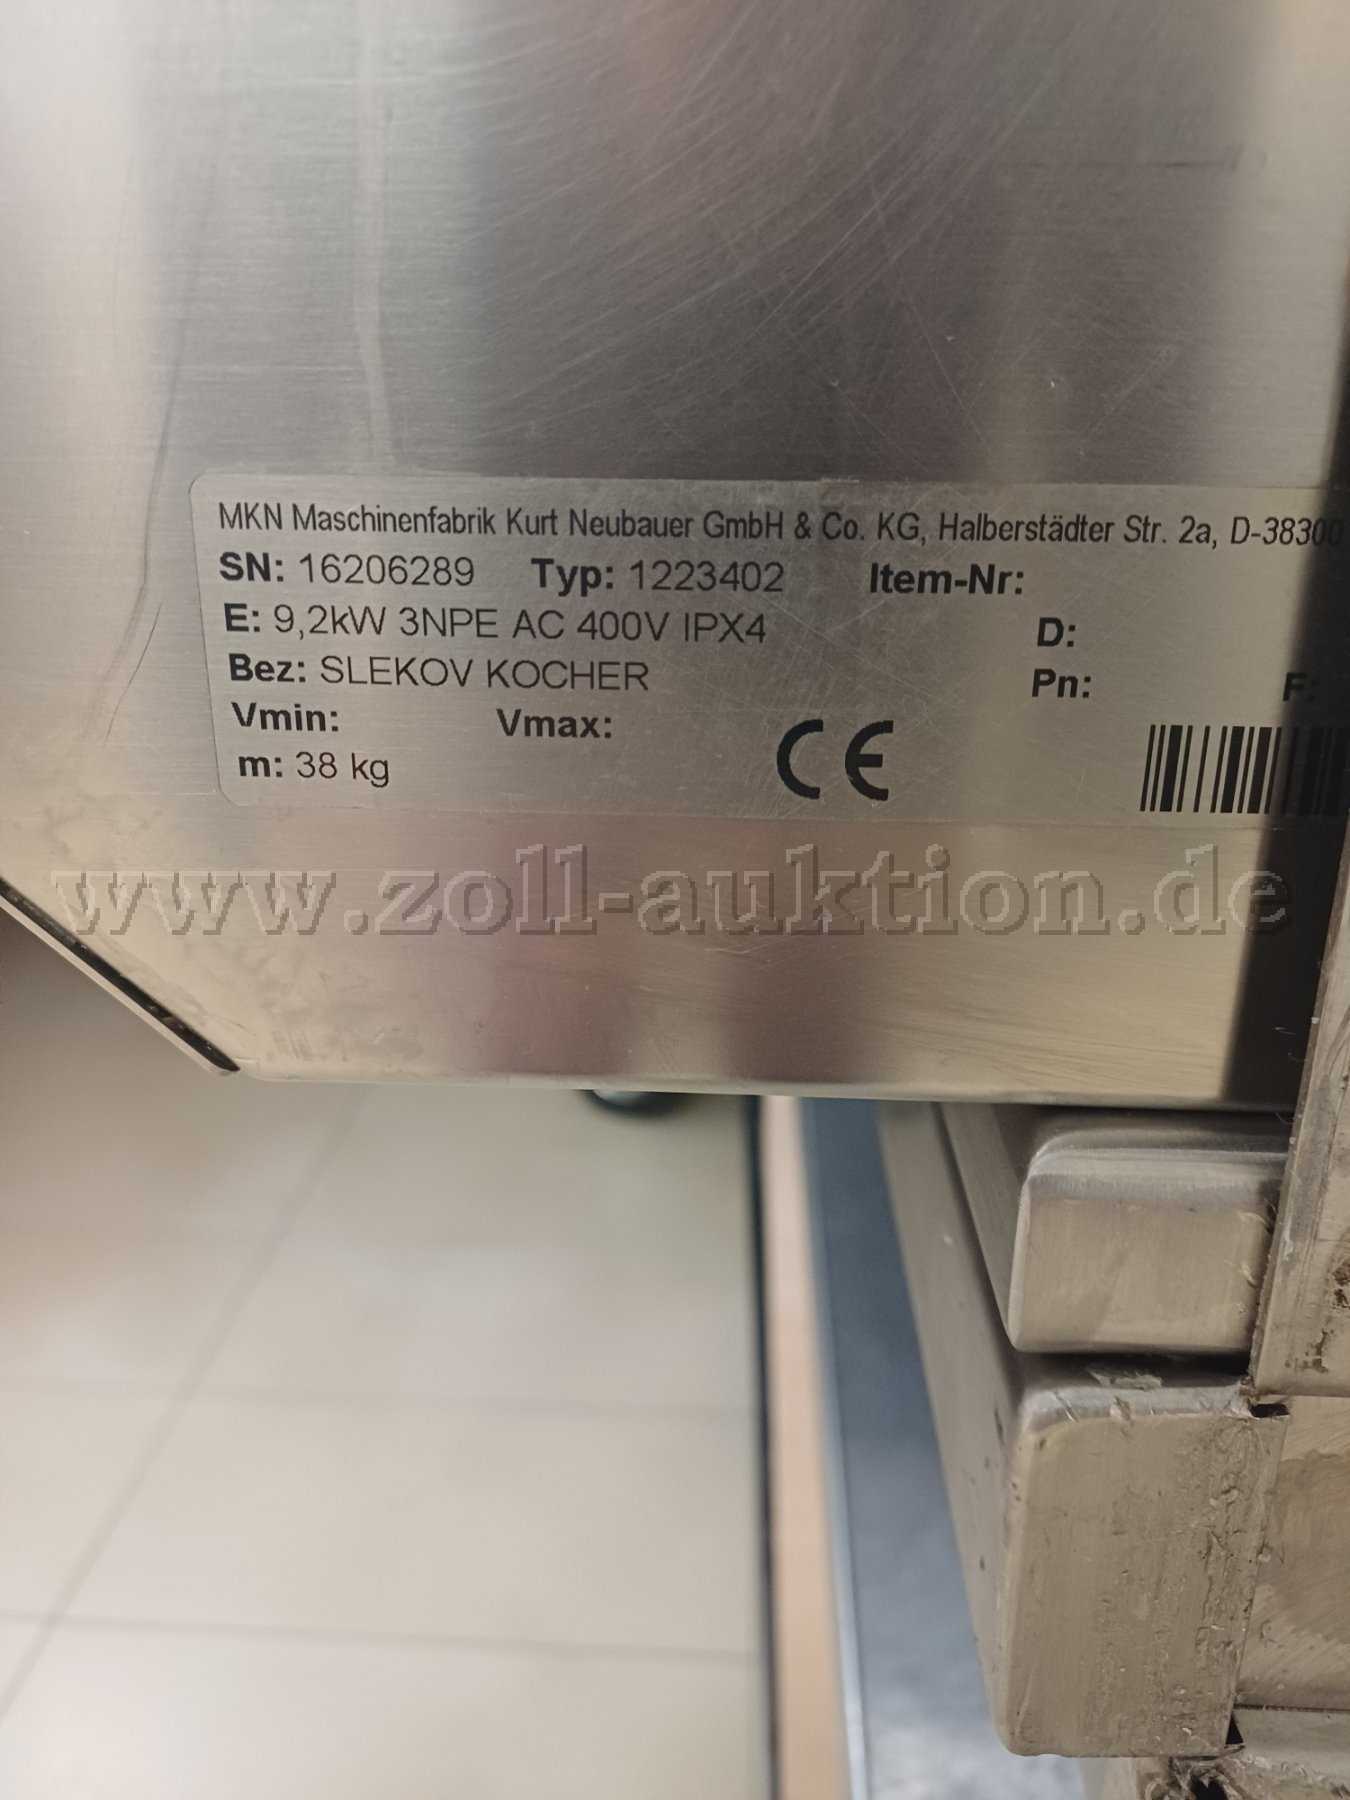 MKN Maschinenfabrik Kurt Neubauer GmbH & Co. KG, Halberstädter Str. 2a, D-38300
SN: 16206289 Typ: 1223402 Item-Nr:
E: 9,2kW 3NPE AC 400V IPX4 D:
Bez: SLEKOV KOCHER Pn: F:
Vmin: Vmax:
m: 38 kg CE
www.zoll-auktion.de